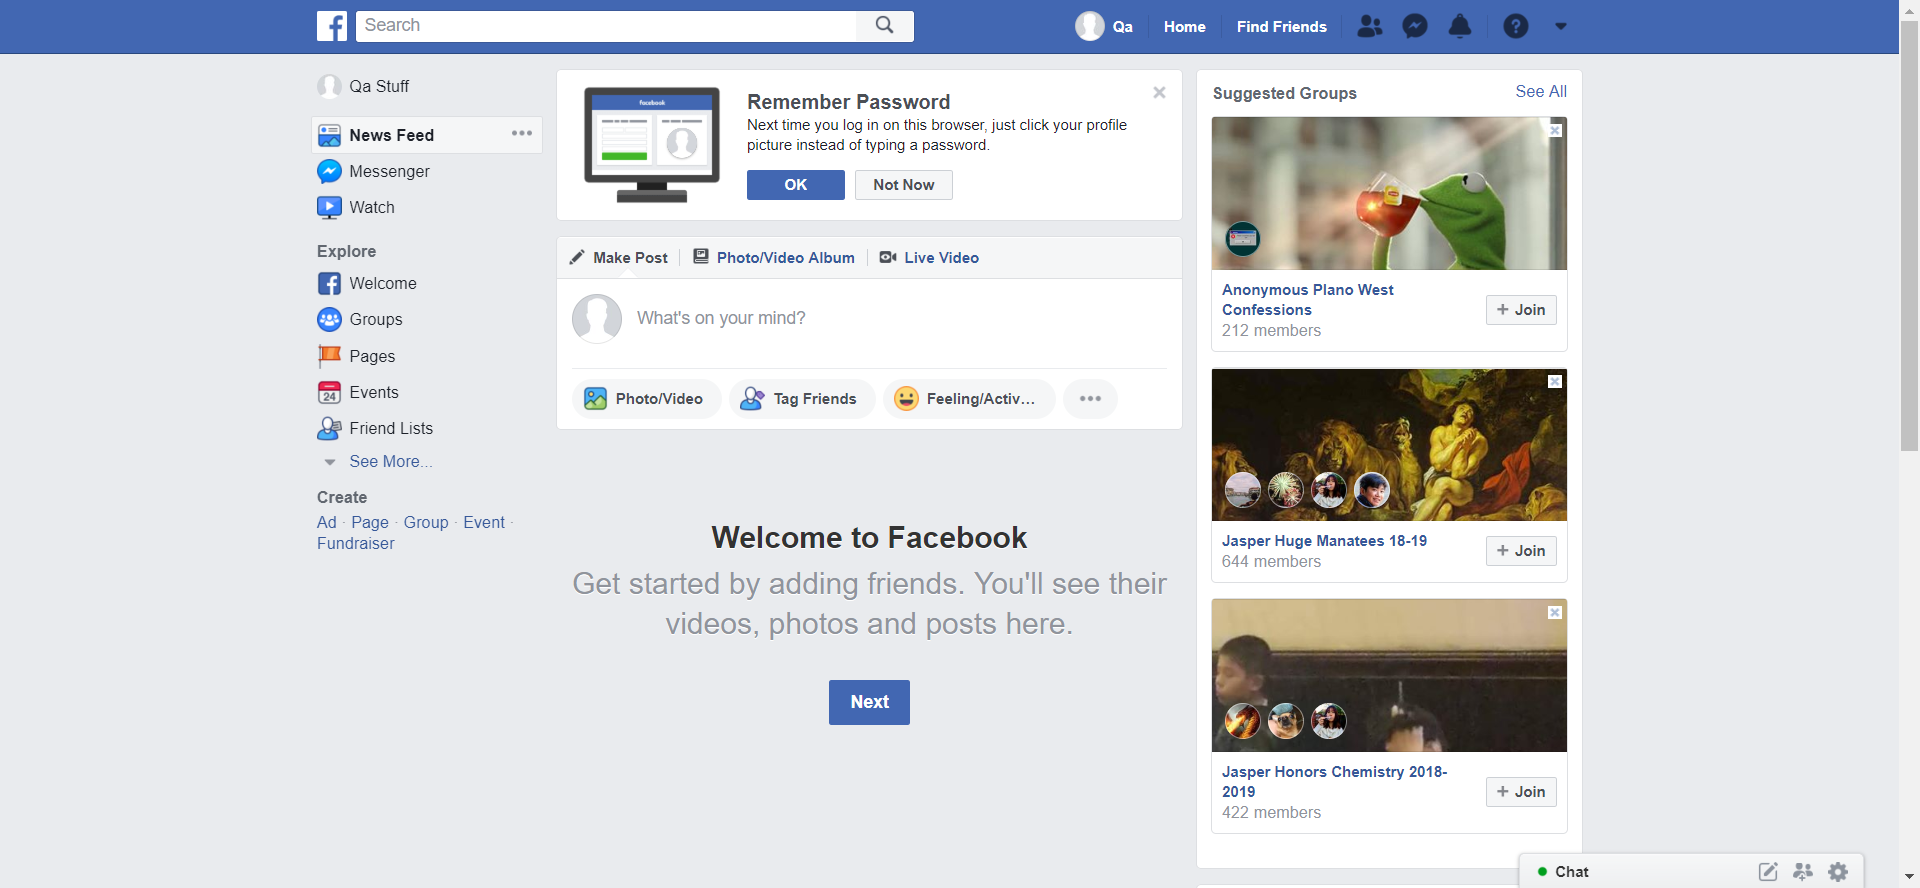 Search
Qa
Home
Find Friends
Qa Stuff
News Feed
Messenger
Watch
Explore
Welcome
Groups
Pages
24
Events
Friend Lists
See More...
Create
Ad · Page · Group · Event ·
Fundraiser
facebook
Remember Password
Next time you log in on this browser, just click your profile
picture instead of typing a password.
OK
Not Now
Make Post
Photo/Video Album
Live Video
What's on your mind?
Photo/Video
Tag Friends
Feeling/Activ...
Welcome to Facebook
Get started by adding friends. You'll see their
videos, photos and posts here.
Next
Suggested Groups
See All
Anonymous Plano West
Confessions
212 members
+ Join
Jasper Huge Manatees 18-19
644 members
+ Join
Jasper Honors Chemistry 2018-
2019
422 members
+ Join
Chat